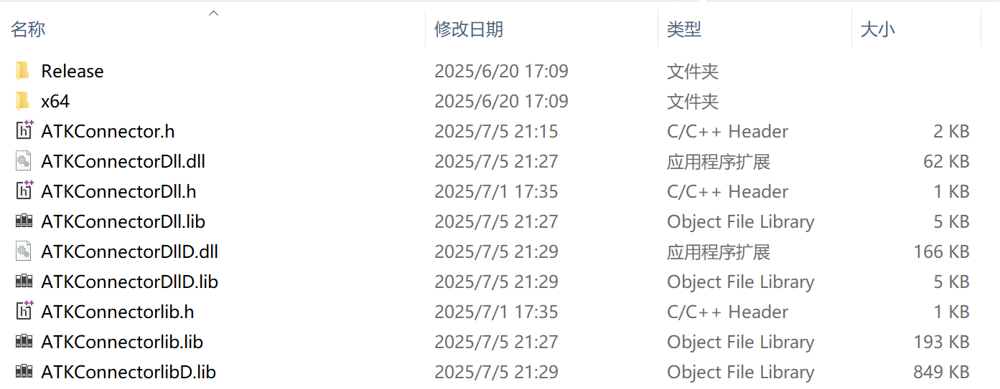 名称 修改日期 类型 大小
Release 2025/6/20 17:09 文件夹
x64 2025/6/20 17:09 文件夹
ATKConnector.h 2025/7/5 21:15 C/C++ Header 2 KB
ATKConnectorDll.dll 2025/7/5 21:27 应用程序扩展 62 KB
ATKConnectorDll.h 2025/7/1 17:35 C/C++ Header 1 KB
ATKConnectorDll.lib 2025/7/5 21:27 Object File Library 5 KB
ATKConnectorDllD.dll 2025/7/5 21:29 应用程序扩展 166 KB
ATKConnectorDllD.lib 2025/7/5 21:29 Object File Library 5 KB
ATKConnectorlib.h 2025/7/1 17:35 C/C++ Header 1 KB
ATKConnectorlib.lib 2025/7/5 21:27 Object File Library 193 KB
ATKConnectorlibD.lib 2025/7/5 21:29 Object File Library 849 KB